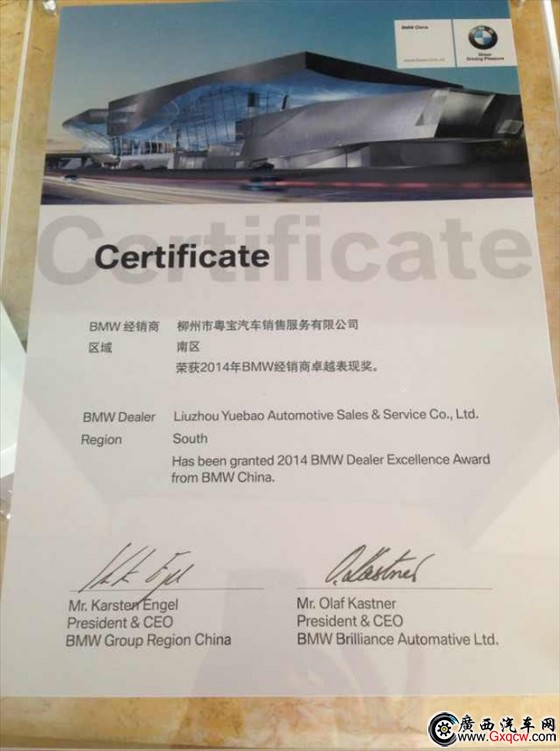 BMW China
Sheer
Driving Pleasure
Certificate
Certificate
BMW 经销商 柳州市粤宝汽车销售服务有限公司
区域 南区
荣获2014年BMW经销商卓越表现奖。
BMW Dealer Liuzhou Yuebao Automotive Sales & Service Co., Ltd.
Region South
Has been granted 2014 BMW Dealer Excellence Award
from BMW China.
Mr. Karsten Engel Mr. Olaf Kastner
President & CEO President & CEO
BMW Group Region China BMW Brilliance Automative Ltd.
廣西汽车网
www.Gxqcw.com